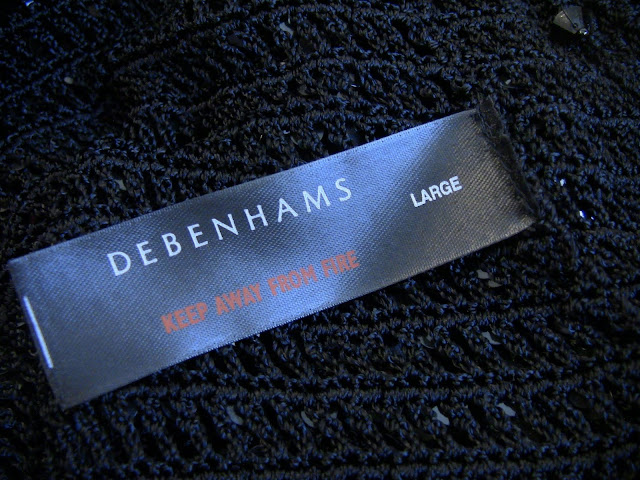 DEBENHAMS
LARGE
KEEP AWAY FROM FIRE